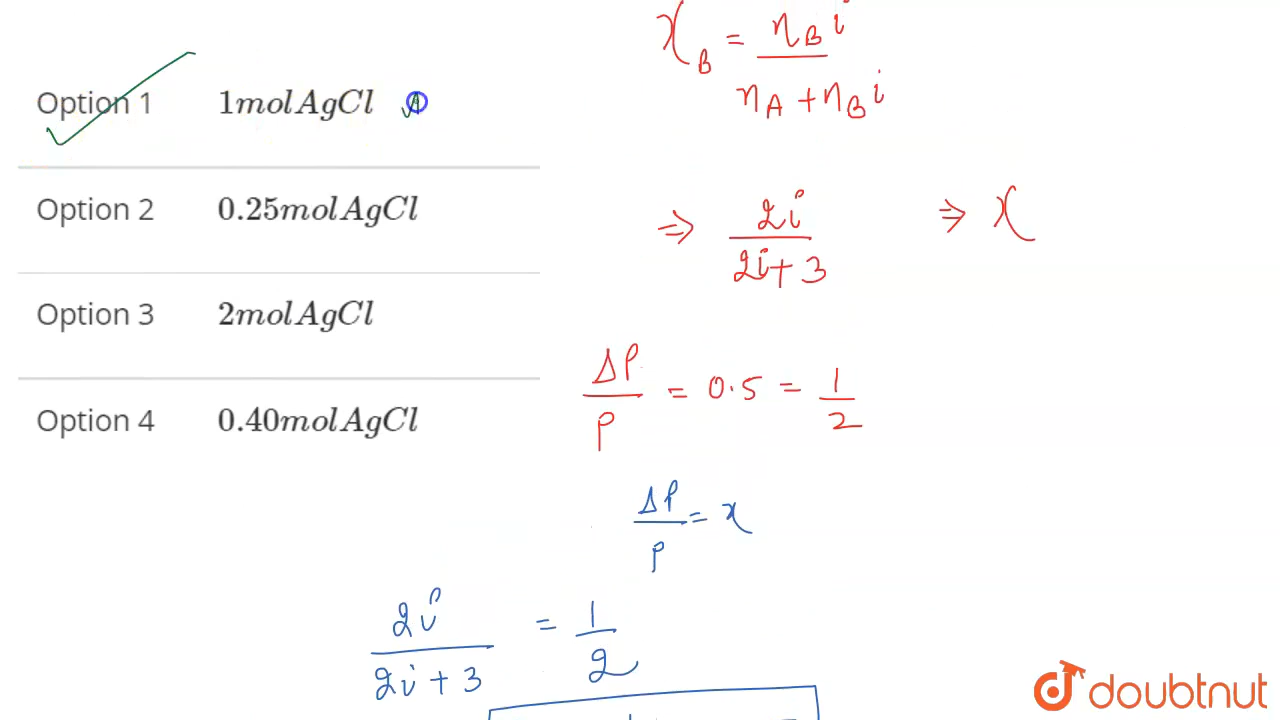 x_B = n_B i
n_A + n_B i
Option 1 1molAgCl
Option 2 0.25molAgCl
⇒ 2i ⇒ x
2i + 3
Option 3 2molAgCl
ΔP = 0.5 = 1
P 2
Option 4 0.40molAgCl
ΔP = x
P
2i = 1
2i + 3 2
doubtnut